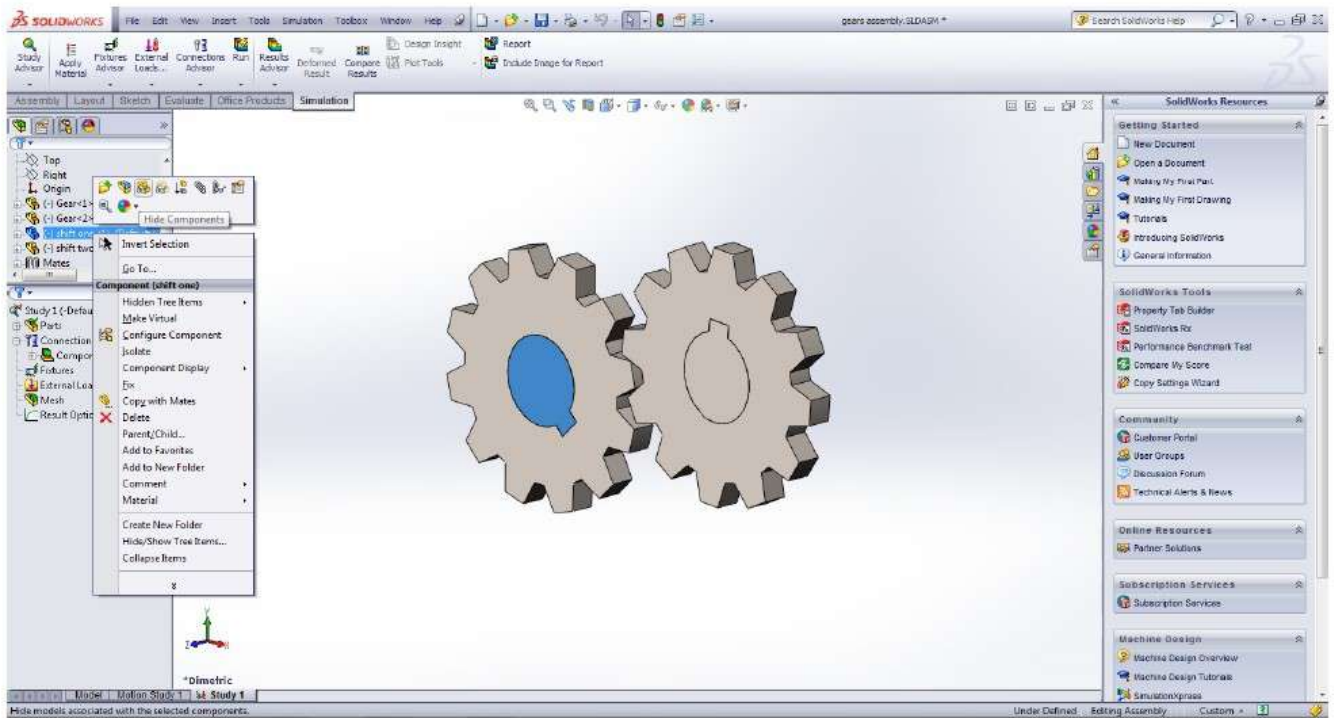 SOLIDWORKS
File Edit View Insert Tools Simulation Toolbox Window Help
gears assembly.SLDASM *
Search SolidWorks Help
Study Advisor
Apply Material
Fixtures Advisor
External Loads...
Connections Advisor
Run
Results Advisor
Deformed Result
Compare Results
Design Insight
Plot Tools
Report
Include Image for Report
Assembly Layout Sketch Evaluate Office Products Simulation
Top
Right
Origin
(-) Gear<1>
(-) Gear<2>
(-) shift one
(-) shift two
Mates
Hide Components
Invert Selection
Go To...
Component (shift one)
Hidden Tree Items
Make Virtual
Configure Component
Isolate
Component Display
Fix
Copy with Mates
Delete
Parent/Child...
Add to Favorites
Add to New Folder
Comment
Material
Create New Folder
Hide/Show Tree Items...
Collapse Items
Study 1 (-Defau
Parts
Connection
Compor
Fixtures
External Loa
Mesh
Result Optic
*Dimetric
Model Motion Study 1 Study 1
Hide models associated with the selected components.
Under Defined Editing Assembly Custom
SolidWorks Resources
Getting Started
New Document
Open a Document
Making My First Part
Making My First Drawing
Tutorials
Introducing SolidWorks
General Information
SolidWorks Tools
Property Tab Builder
SolidWorks Rx
Performance Benchmark Test
Compare My Score
Copy Settings Wizard
Community
Customer Portal
User Groups
Discussion Forum
Technical Alerts & News
Online Resources
Partner Solutions
Subscription Services
Subscription Services
Machine Design
Machine Design Overview
Machine Design Tutorials
SimulationXpress